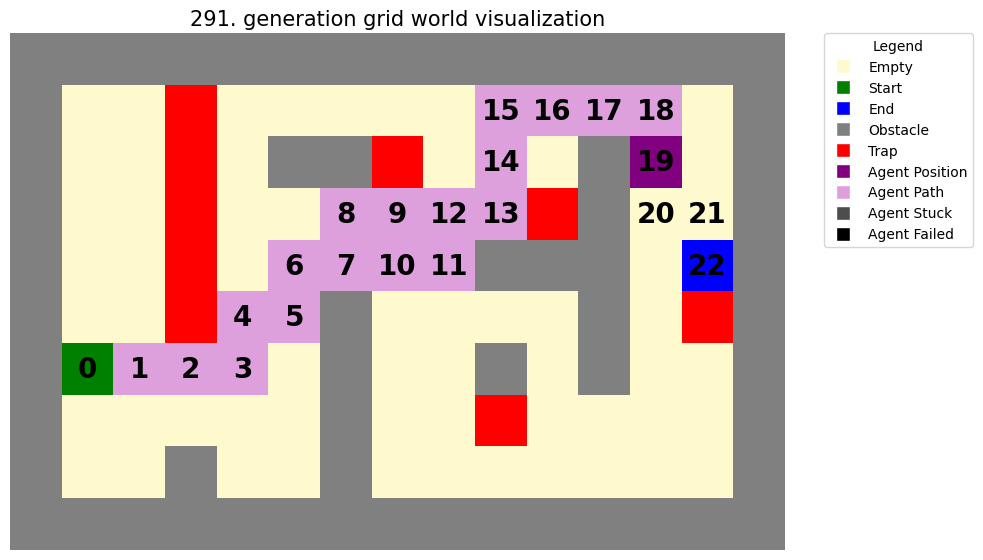 291. generation grid world visualization
15 16 17 18
14 19
8 9 12 13 20 21
6 7 10 11 22
4 5
0 1 2 3
Legend
Empty
Start
End
Obstacle
Trap
Agent Position
Agent Path
Agent Stuck
Agent Failed